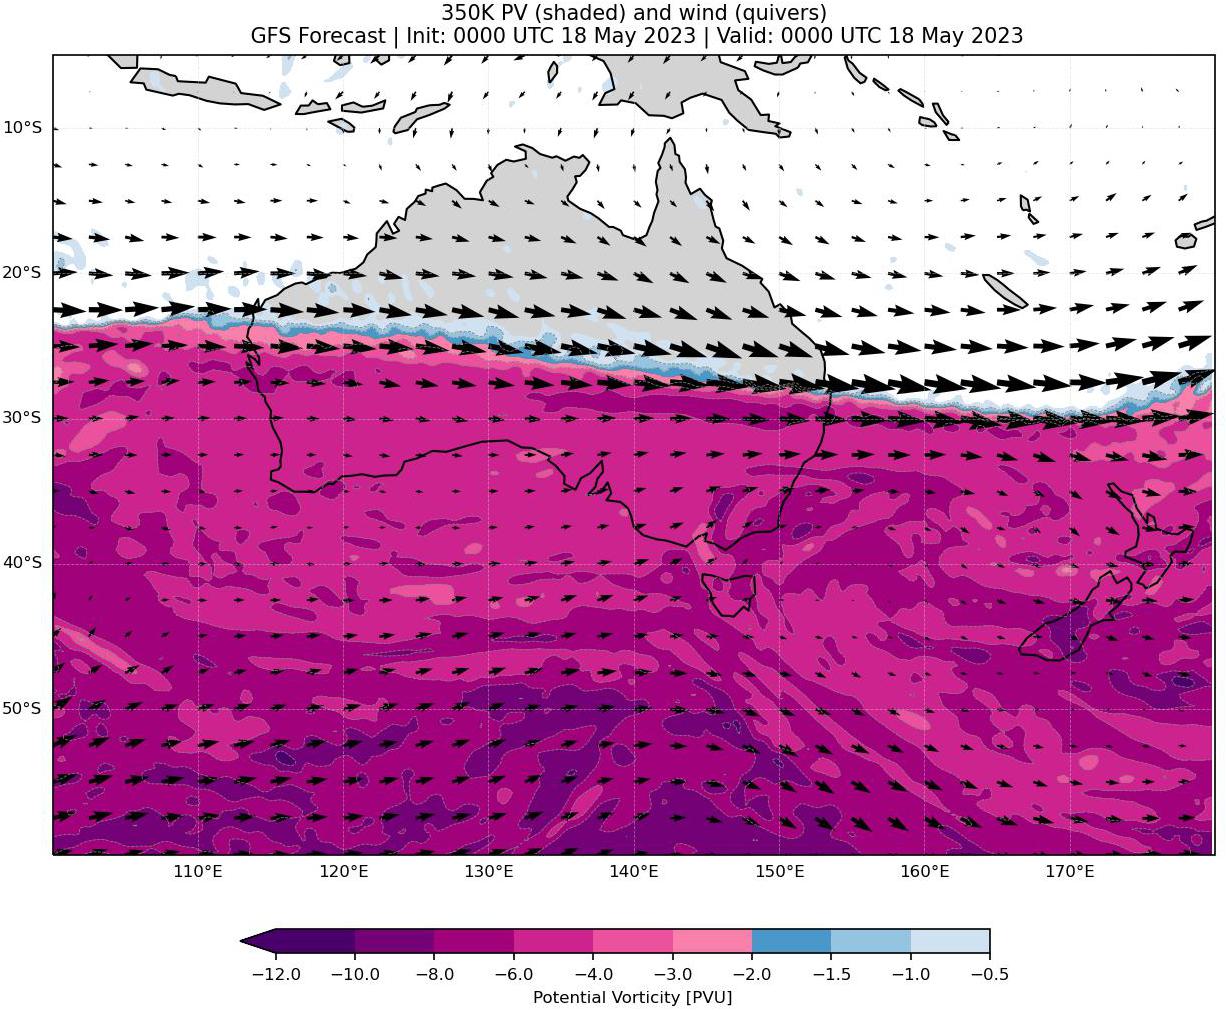 350K PV (shaded) and wind (quivers)
GFS Forecast | Init: 0000 UTC 18 May 2023 | Valid: 0000 UTC 18 May 2023
10°S
20°S
30°S
40°S
50°S
110°E 120°E 130°E 140°E 150°E 160°E 170°E
−12.0 −10.0 −8.0 −6.0 −4.0 −3.0 −2.0 −1.5 −1.0 −0.5
Potential Vorticity [PVU]